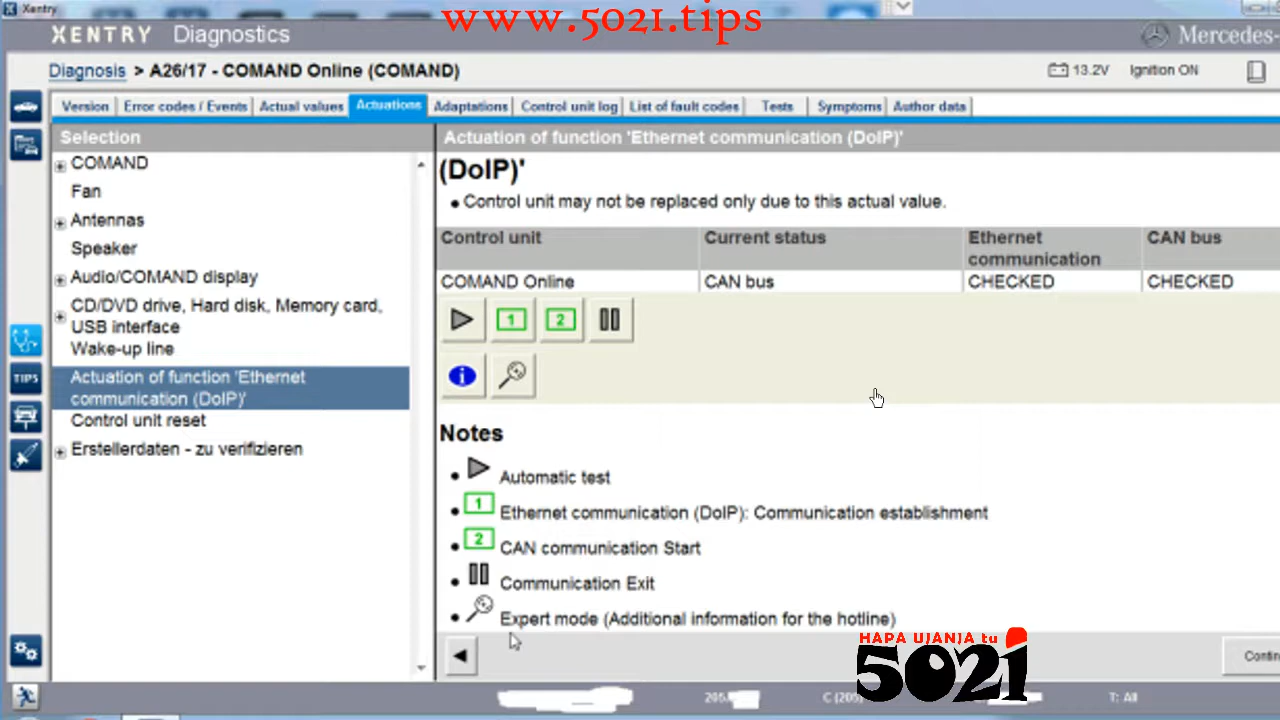 Xentry
www.5021.tips
XENTRY Diagnostics
Mercedes-
Diagnosis > A26/17 - COMAND Online (COMAND)
13.2V Ignition ON
Version Error codes / Events Actual values Actuations Adaptations Control unit log List of fault codes Tests Symptoms Author data
Selection
COMAND
Fan
Antennas
Speaker
Audio/COMAND display
CD/DVD drive, Hard disk, Memory card,
USB interface
Wake-up line
Actuation of function 'Ethernet
communication (DoIP)'
Control unit reset
Erstellerdaten - zu verifizieren
TIPS
Actuation of function 'Ethernet communication (DoIP)'
(DoIP)'
• Control unit may not be replaced only due to this actual value.
Control unit Current status Ethernet communication CAN bus
COMAND Online CAN bus CHECKED CHECKED
1 2
i
Notes
• Automatic test
• 1 Ethernet communication (DoIP): Communication establishment
• 2 CAN communication Start
• Communication Exit
• Expert mode (Additional information for the hotline)
HAPA UJANJA tu
5021
Contin
205. C (205) T: All